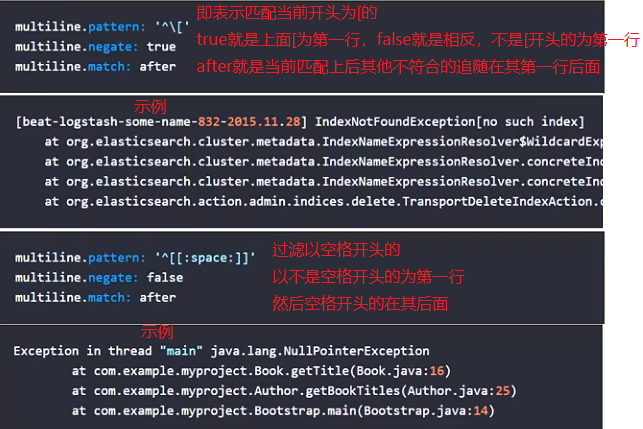 multiline.pattern: '^\['
即表示匹配当前开头为[的
multiline.negate: true
true就是上面[为第一行，false就是相反，不是[开头的为第一行
multiline.match: after
after就是当前匹配上后其他不符合的追随在其第一行后面
示例
[beat-logstash-some-name-832-2015.11.28] IndexNotFoundException[no such index]
at org.elasticsearch.cluster.metadata.IndexNameExpressionResolver$WildcardExp
at org.elasticsearch.cluster.metadata.IndexNameExpressionResolver.concreteInd
at org.elasticsearch.cluster.metadata.IndexNameExpressionResolver.concreteInd
at org.elasticsearch.action.admin.indices.delete.TransportDeleteIndexAction.
multiline.pattern: '^[[:space:]]'
过滤以空格开头的
multiline.negate: false
以不是空格开头的为第一行
multiline.match: after
然后空格开头的在其后面
示例
Exception in thread "main" java.lang.NullPointerException
at com.example.myproject.Book.getTitle(Book.java:16)
at com.example.myproject.Author.getBookTitles(Author.java:25)
at com.example.myproject.Bootstrap.main(Bootstrap.java:14)